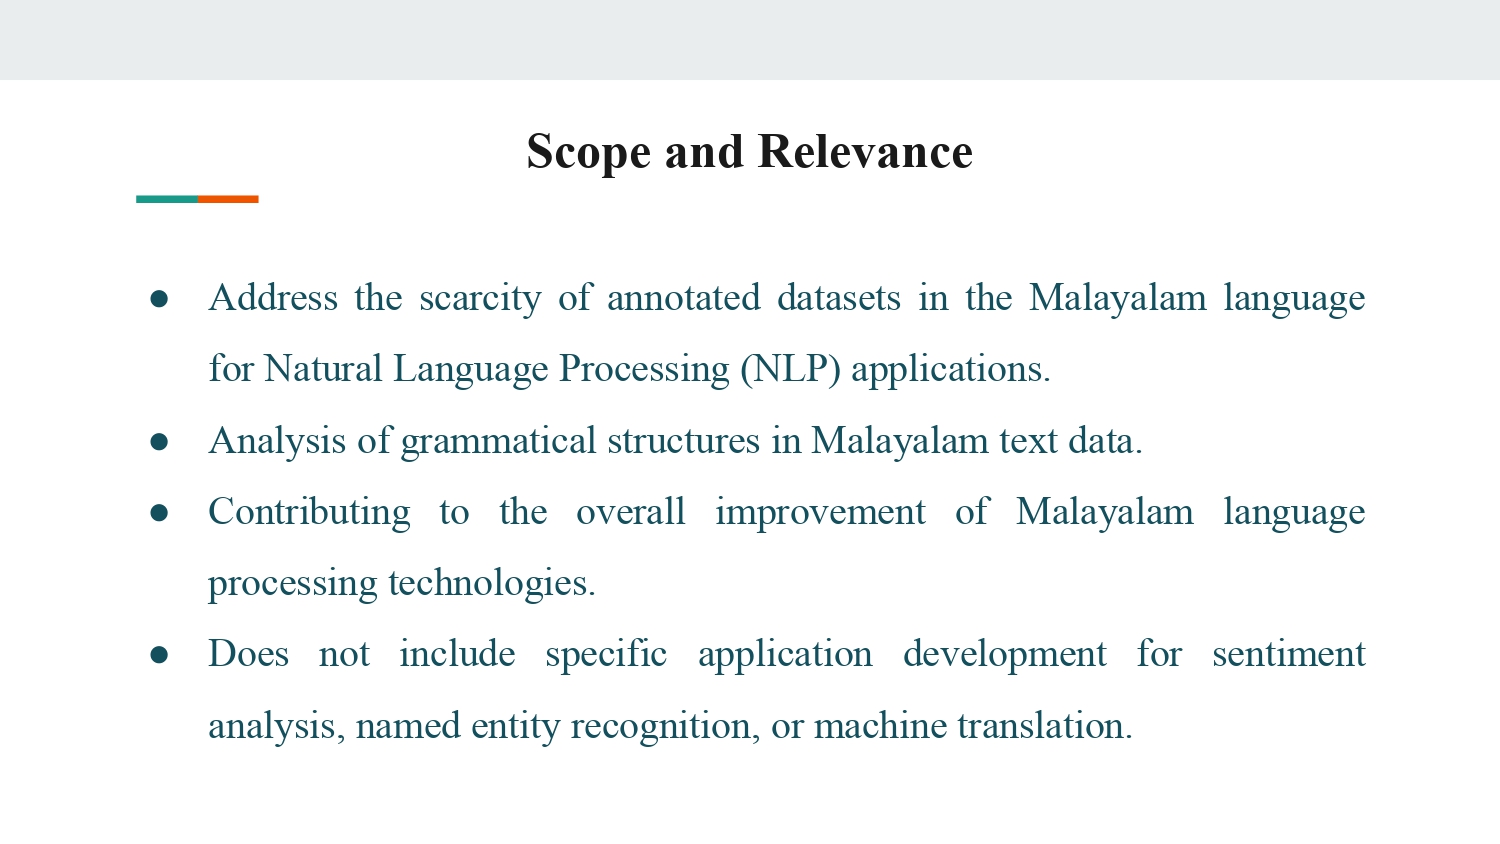 Scope and Relevance
● Address the scarcity of annotated datasets in the Malayalam language
for Natural Language Processing (NLP) applications.
● Analysis of grammatical structures in Malayalam text data.
● Contributing to the overall improvement of Malayalam language
processing technologies.
● Does not include specific application development for sentiment
analysis, named entity recognition, or machine translation.